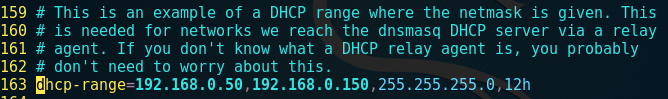 159 # This is an example of a DHCP range where the netmask is given. This
160 # is needed for networks we reach the dnsmasq DHCP server via a relay
161 # agent. If you don't know what a DHCP relay agent is, you probably
162 # don't need to worry about this.
163 dhcp-range=192.168.0.50,192.168.0.150,255.255.255.0,12h